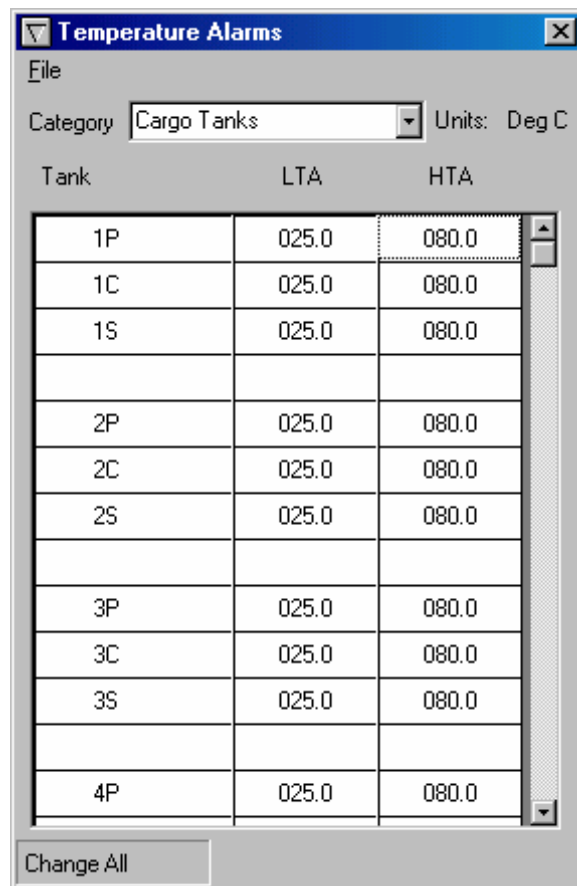 Temperature Alarms
File
Category Cargo Tanks Units: Deg C
Tank LTA HTA
1P 025.0 080.0
1C 025.0 080.0
1S 025.0 080.0
2P 025.0 080.0
2C 025.0 080.0
2S 025.0 080.0
3P 025.0 080.0
3C 025.0 080.0
3S 025.0 080.0
4P 025.0 080.0
Change All